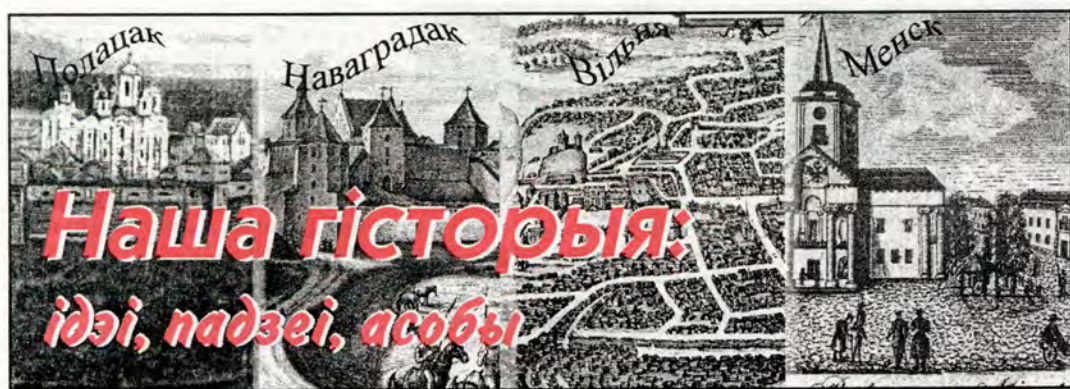 Полацак
Наваградак
Вільня
Менск
Наша гісторыя:
ідэі, падзеі, асобы